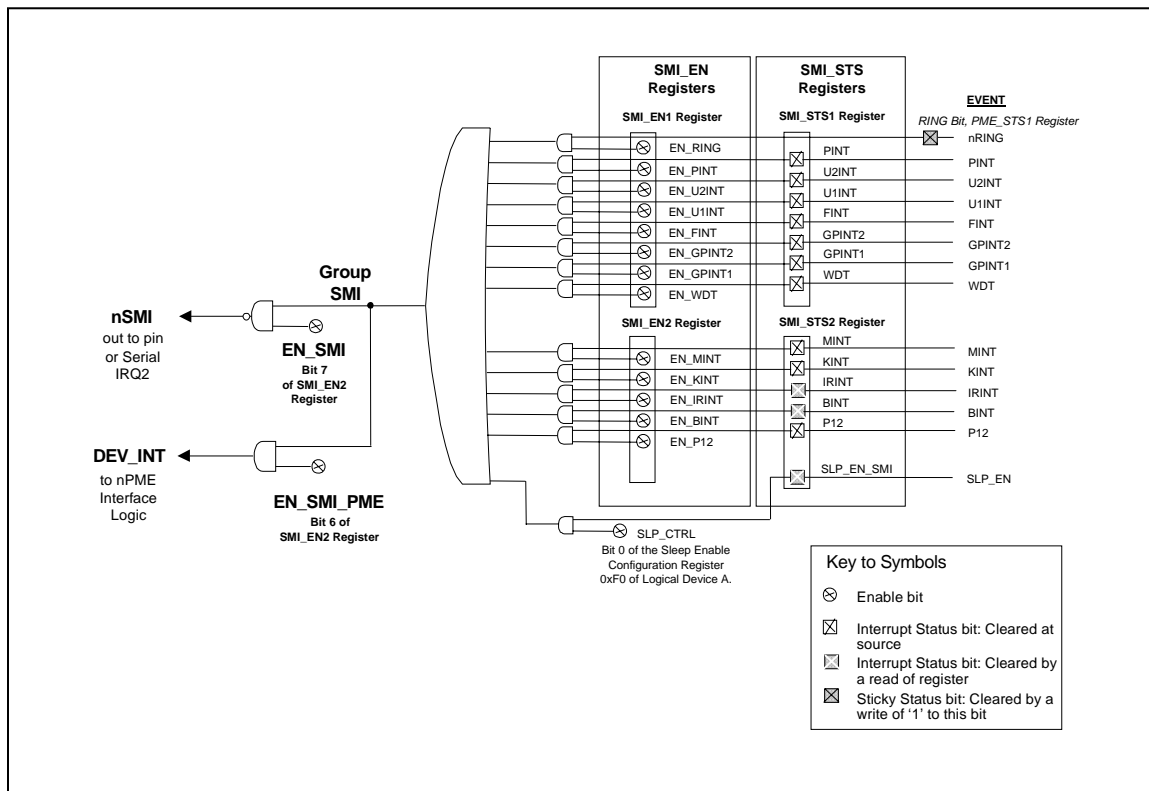 SMI_EN
Registers
SMI_STS
Registers
EVENT
SMI_EN1 Register
SMI_STS1 Register
RING Bit, PME_STS1 Register
nRING
EN_RING
PINT
PINT
EN_PINT
U2INT
U2INT
EN_U2INT
U1INT
U1INT
EN_U1INT
FINT
FINT
EN_FINT
GPINT2
GPINT2
EN_GPINT2
GPINT1
GPINT1
EN_GPINT1
WDT
WDT
EN_WDT
Group
SMI
nSMI
out to pin
or Serial
IRQ2
EN_SMI
Bit 7
of SMI_EN2
Register
SMI_EN2 Register
SMI_STS2 Register
MINT
MINT
EN_MINT
KINT
KINT
EN_KINT
IRINT
IRINT
EN_IRINT
BINT
BINT
EN_BINT
P12
P12
EN_P12
DEV_INT
to nPME
Interface
Logic
EN_SMI_PME
Bit 6 of
SMI_EN2 Register
SLP_EN_SMI
SLP_EN
SLP_CTRL
Bit 0 of the Sleep Enable
Configuration Register
0xF0 of Logical Device A.
Key to Symbols
Enable bit
Interrupt Status bit: Cleared at
source
Interrupt Status bit: Cleared by
a read of register
Sticky Status bit: Cleared by a
write of '1' to this bit